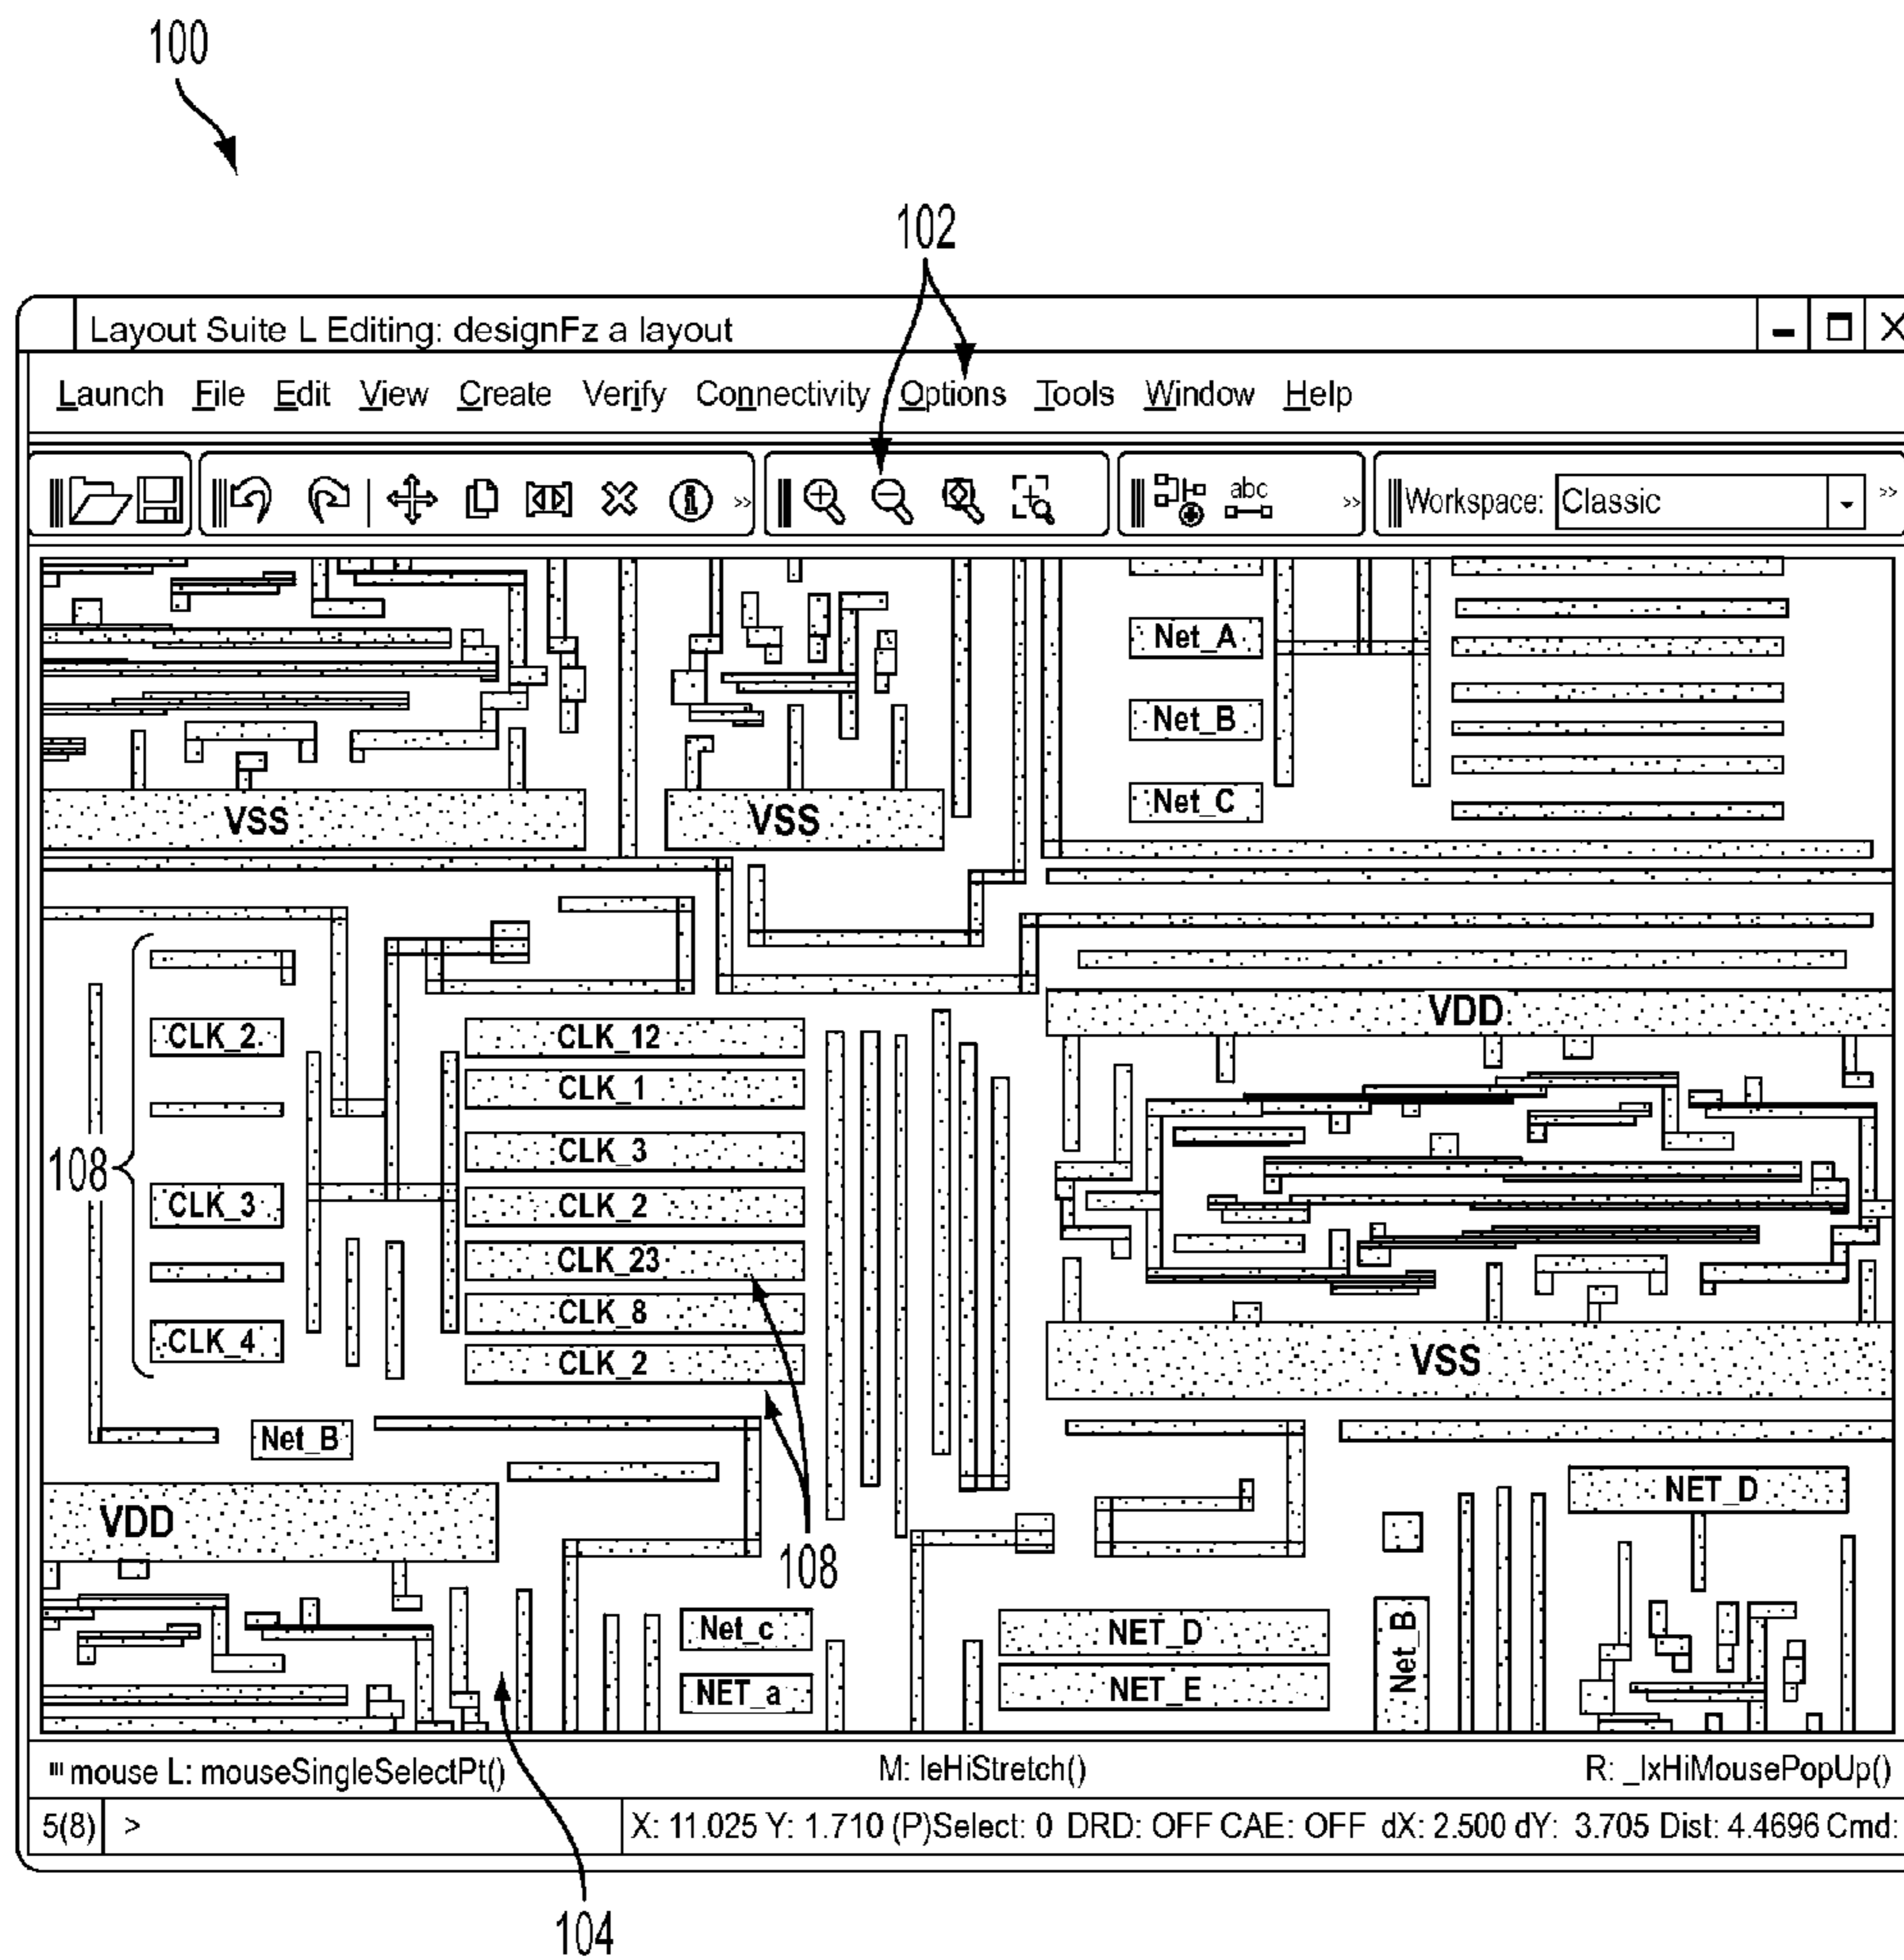 100
102
Layout Suite L Editing: designFz a layout
Launch File Edit View Create Verify Connectivity Options Tools Window Help
abc
>> >> Workspace: Classic >>
Net_A
Net_B
Net_C
VSS VSS
VDD
CLK_2
CLK_3
CLK_4
108
CLK_12
CLK_1
CLK_3
CLK_2
CLK_23
CLK_8
CLK_2
VSS
Net_B
NET_D
VDD
108
Net_c
NET_a
NET_D
NET_E
Net_B
mouse L: mouseSingleSelectPt() M: leHiStretch() R: _lxHiMousePopUp()
5(8) > X: 11.025 Y: 1.710 (P)Select: 0 DRD: OFF CAE: OFF dX: 2.500 dY: 3.705 Dist: 4.4696 Cmd:
104